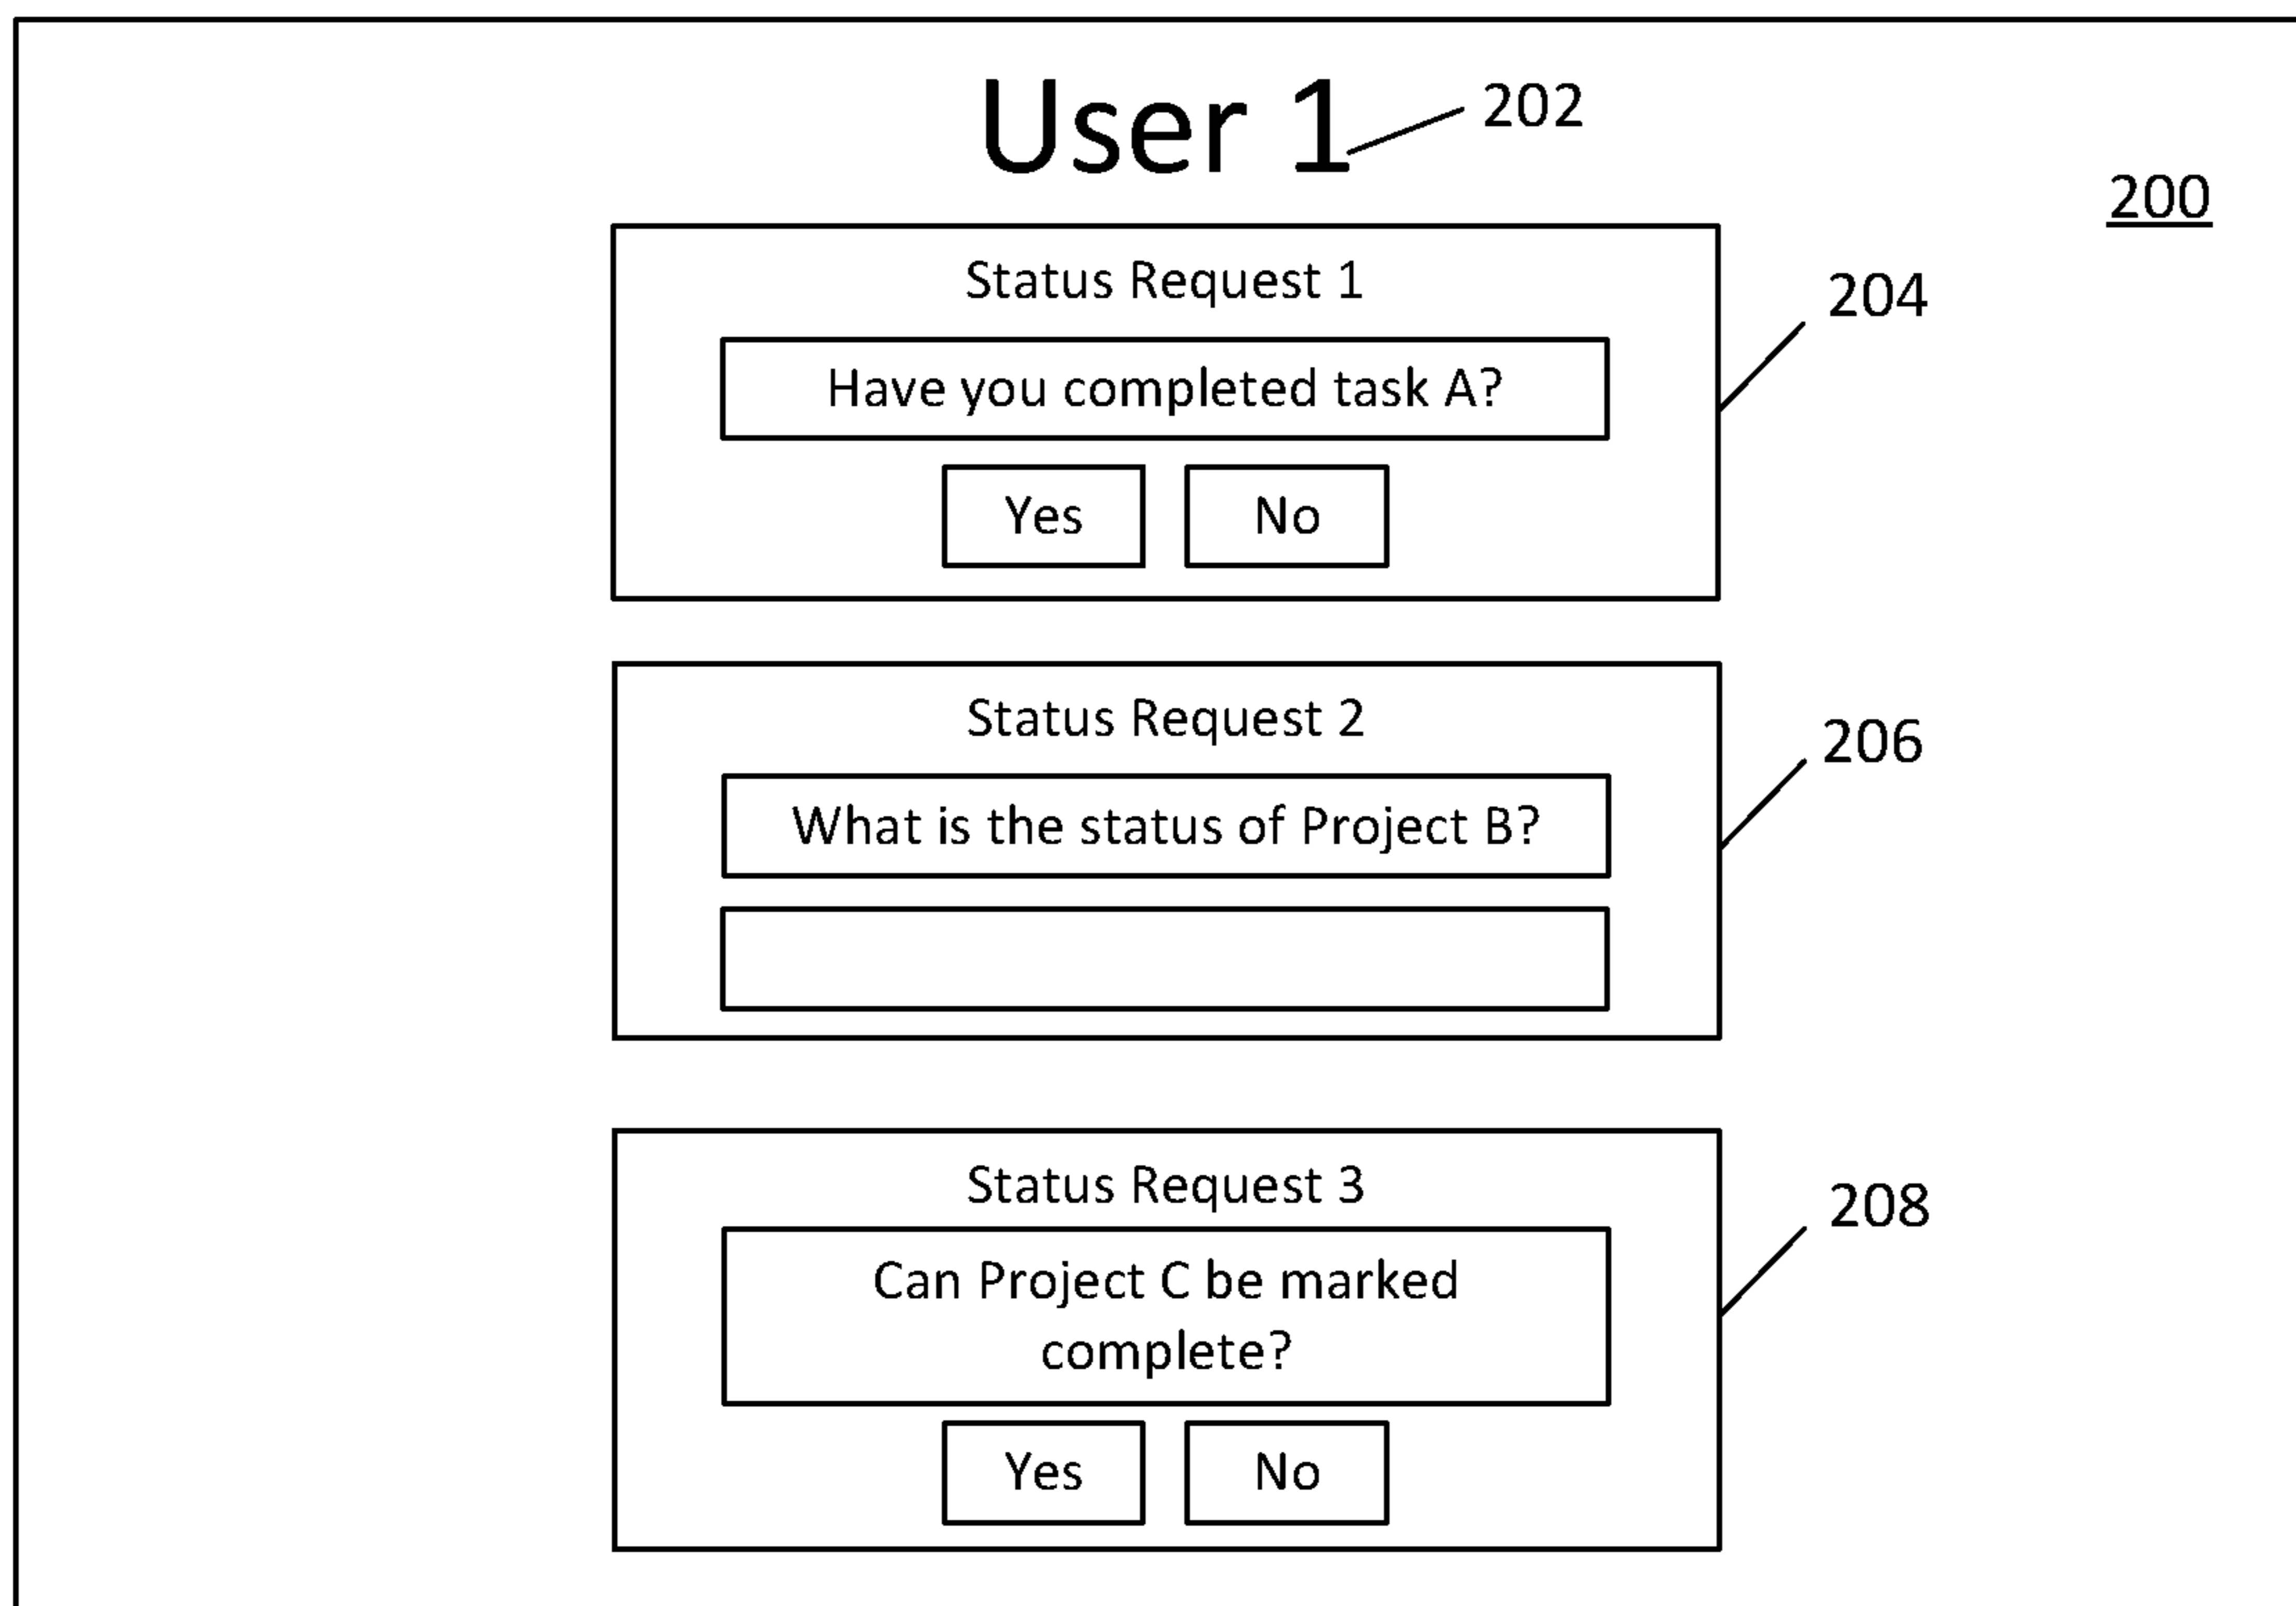 User 1
202
200
Status Request 1
204
Have you completed task A?
Yes
No
Status Request 2
206
What is the status of Project B?
Status Request 3
208
Can Project C be marked
complete?
Yes
No